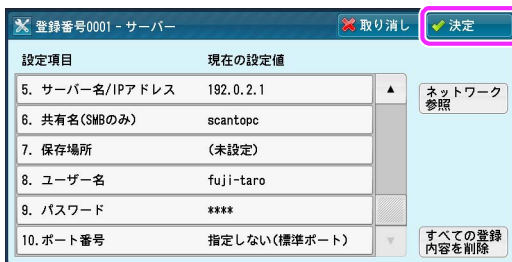 登録番号0001 - サーバー
取り消し
決定
設定項目
現在の設定値
5. サーバー名/IPアドレス 192.0.2.1
6. 共有名(SMBのみ) scantopc
7. 保存場所 (未設定)
8. ユーザー名 fuji-taro
9. パスワード ****
10.ポート番号 指定しない(標準ポート)
ネットワーク
参照
すべての登録
内容を削除